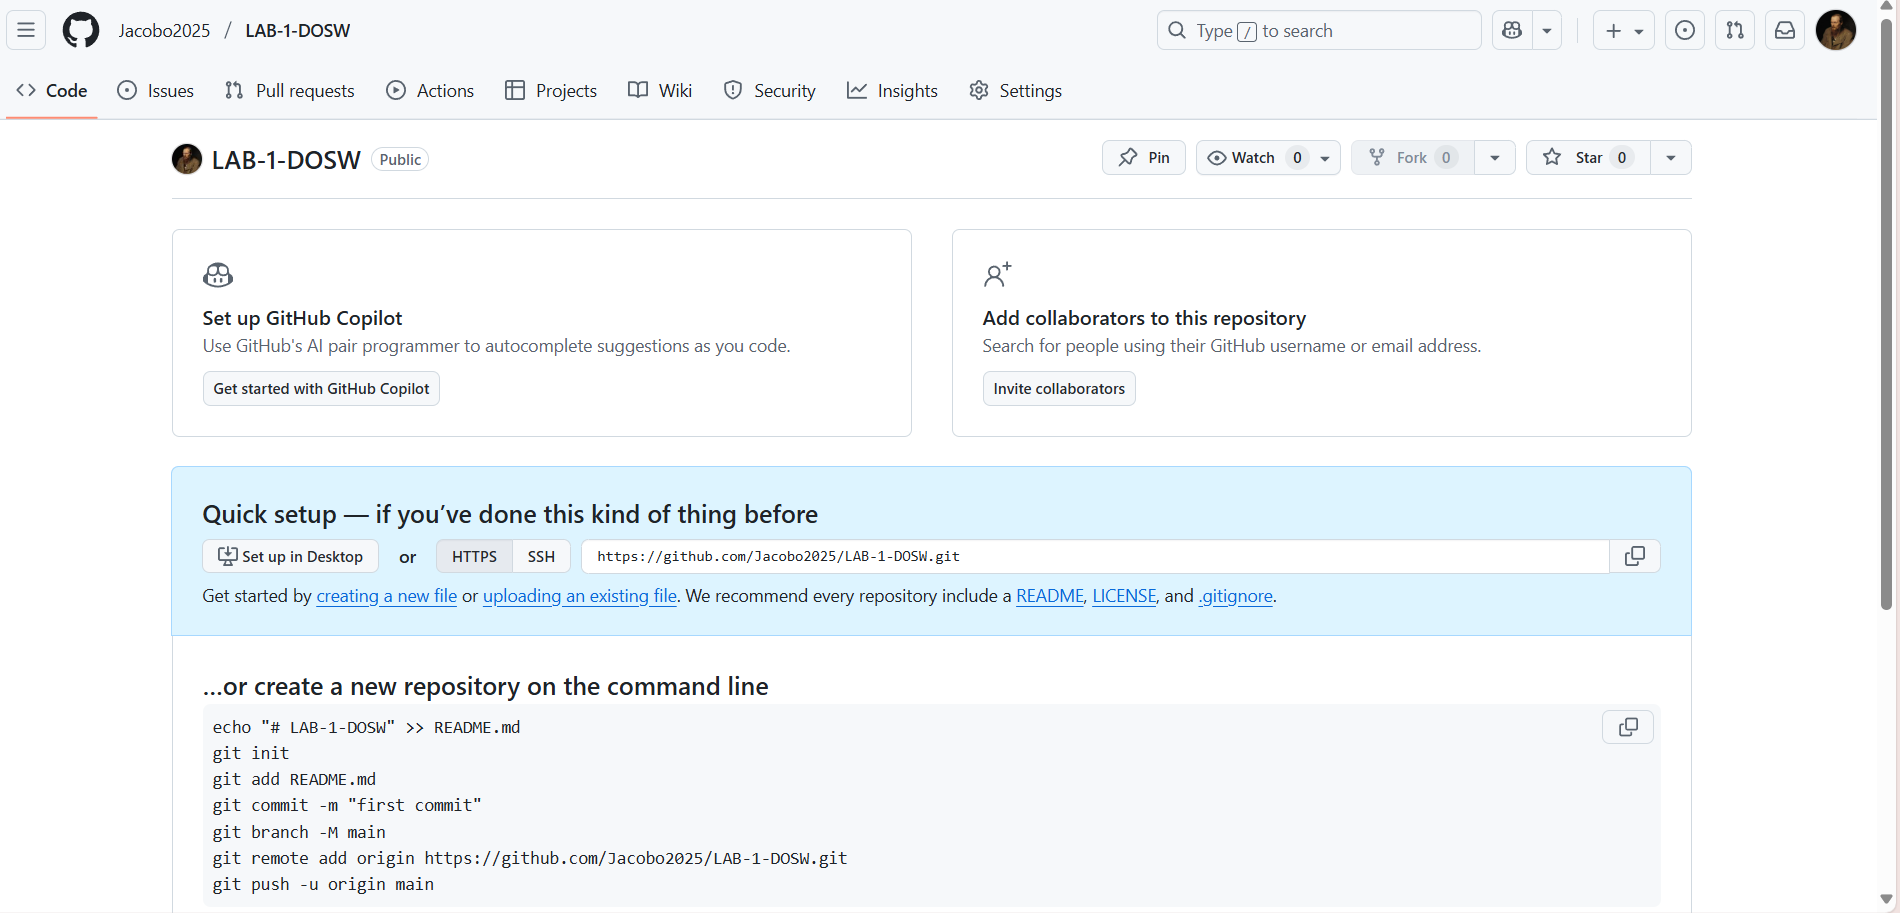 Jacobo2025 / LAB-1-DOSW
Type / to search
Code Issues Pull requests Actions Projects Wiki Security Insights Settings
LAB-1-DOSW Public
Pin Watch 0 Fork 0 Star 0
Set up GitHub Copilot
Use GitHub's AI pair programmer to autocomplete suggestions as you code.
Get started with GitHub Copilot
Add collaborators to this repository
Search for people using their GitHub username or email address.
Invite collaborators
Quick setup — if you’ve done this kind of thing before
Set up in Desktop or HTTPS SSH https://github.com/Jacobo2025/LAB-1-DOSW.git
Get started by creating a new file or uploading an existing file. We recommend every repository include a README, LICENSE, and .gitignore.
…or create a new repository on the command line
echo "# LAB-1-DOSW" >> README.md
git init
git add README.md
git commit -m "first commit"
git branch -M main
git remote add origin https://github.com/Jacobo2025/LAB-1-DOSW.git
git push -u origin main